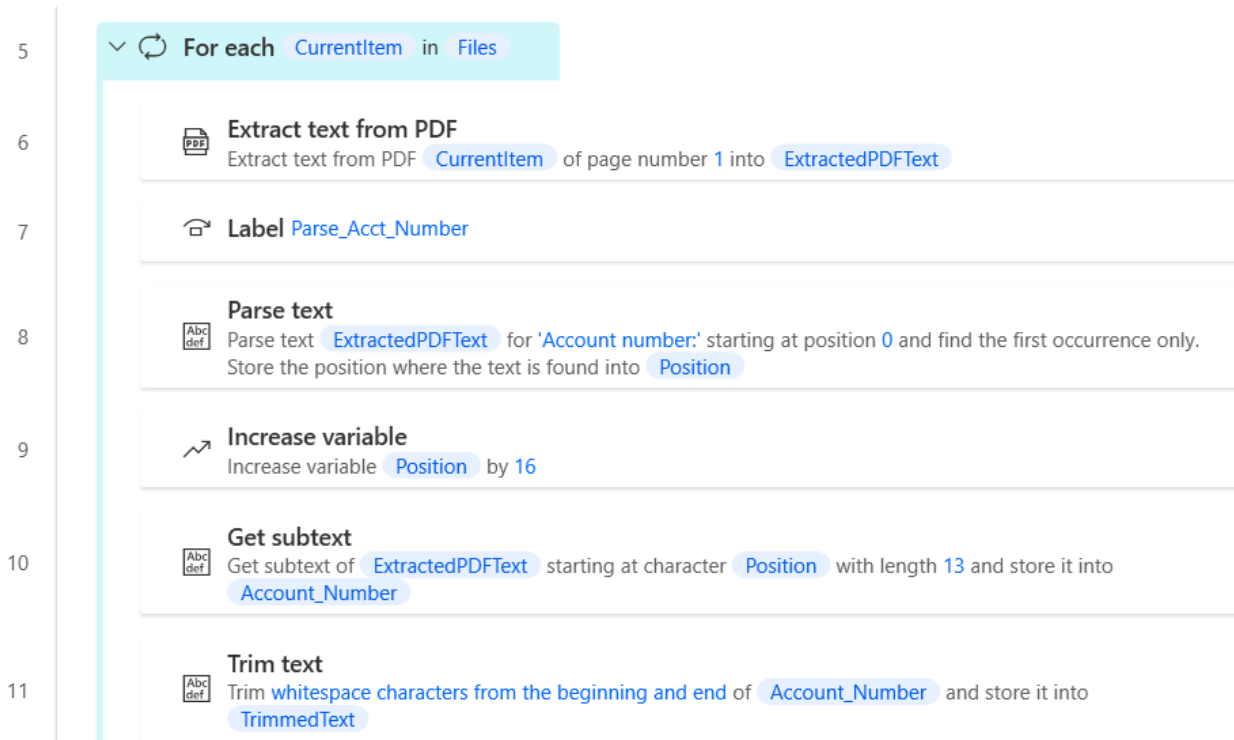 5 For each CurrentItem in Files
6 Extract text from PDF
Extract text from PDF CurrentItem of page number 1 into ExtractedPDFText
7 Label Parse_Acct_Number
Parse text
8 Parse text ExtractedPDFText for 'Account number:' starting at position 0 and find the first occurrence only.
Store the position where the text is found into Position
Increase variable
9 Increase variable Position by 16
Get subtext
10 Get subtext of ExtractedPDFText starting at character Position with length 13 and store it into
Account_Number
Trim text
11 Trim whitespace characters from the beginning and end of Account_Number and store it into
TrimmedText